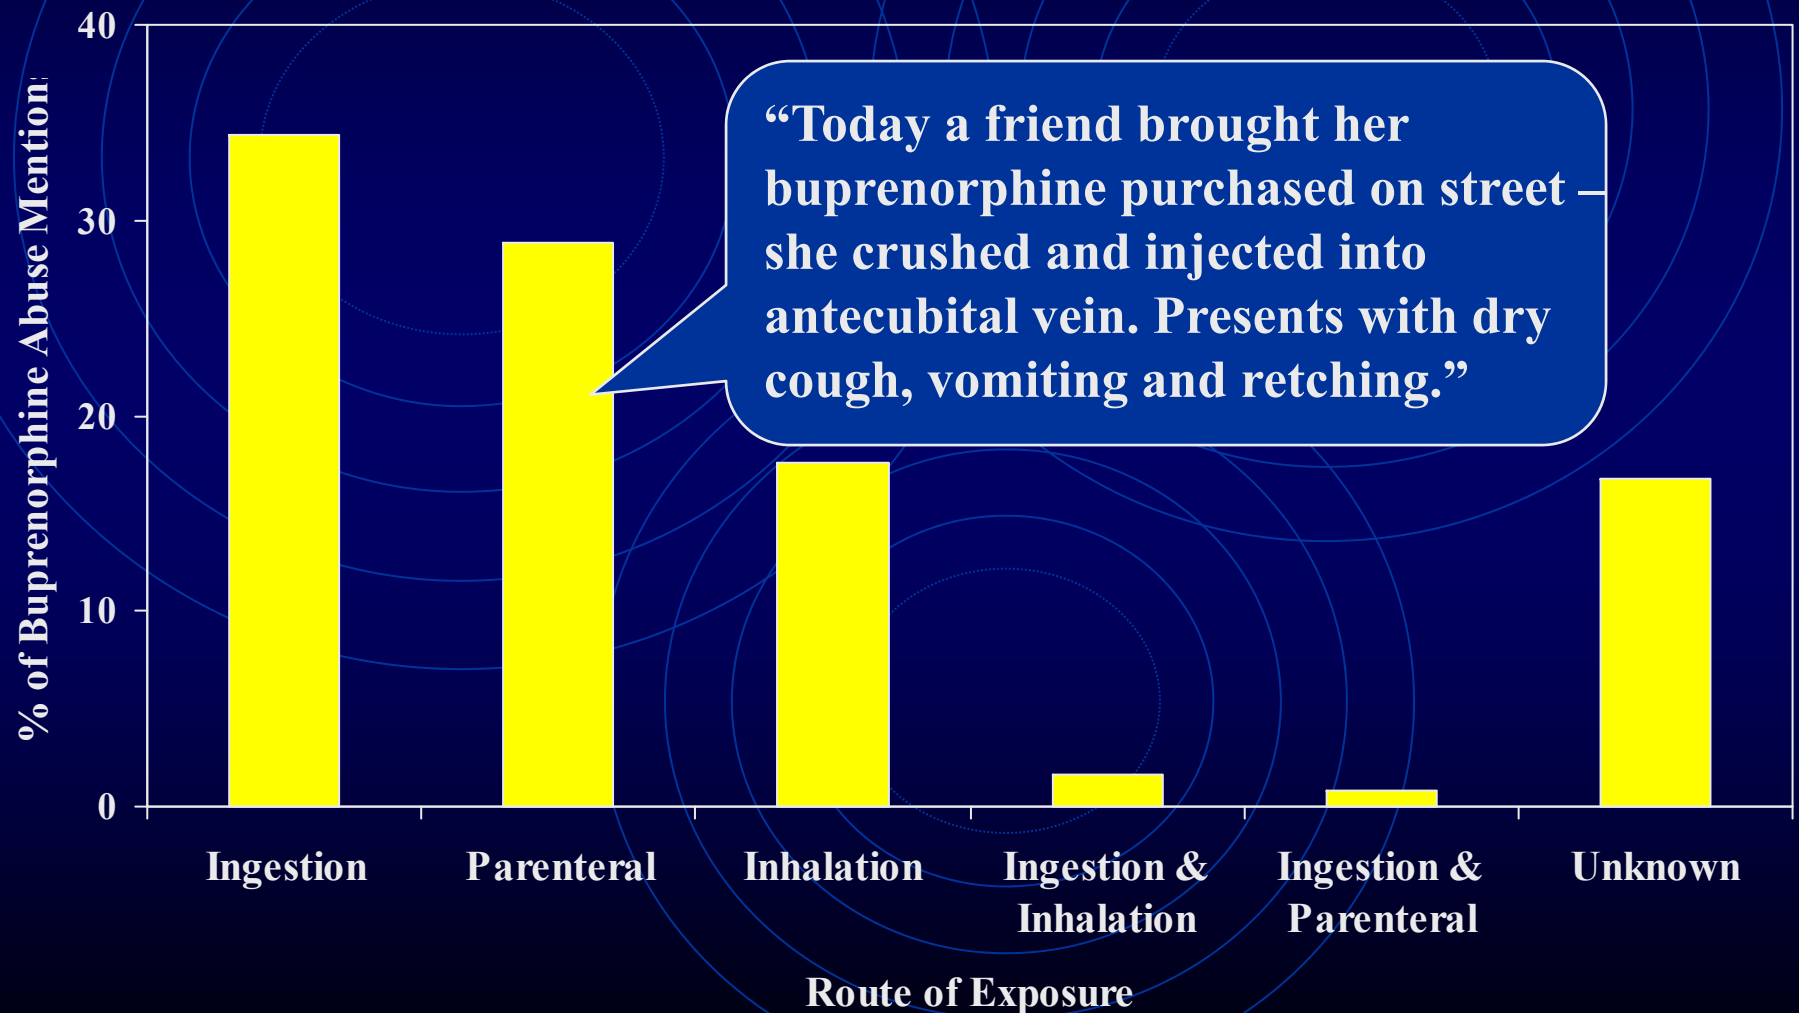 40
30
20
10
0
% of Buprenorphine Abuse Mentions
“Today a friend brought her
buprenorphine purchased on street –
she crushed and injected into
antecubital vein. Presents with dry
cough, vomiting and retching.”
Ingestion
Parenteral
Inhalation
Ingestion &
Inhalation
Ingestion &
Parenteral
Unknown
Route of Exposure